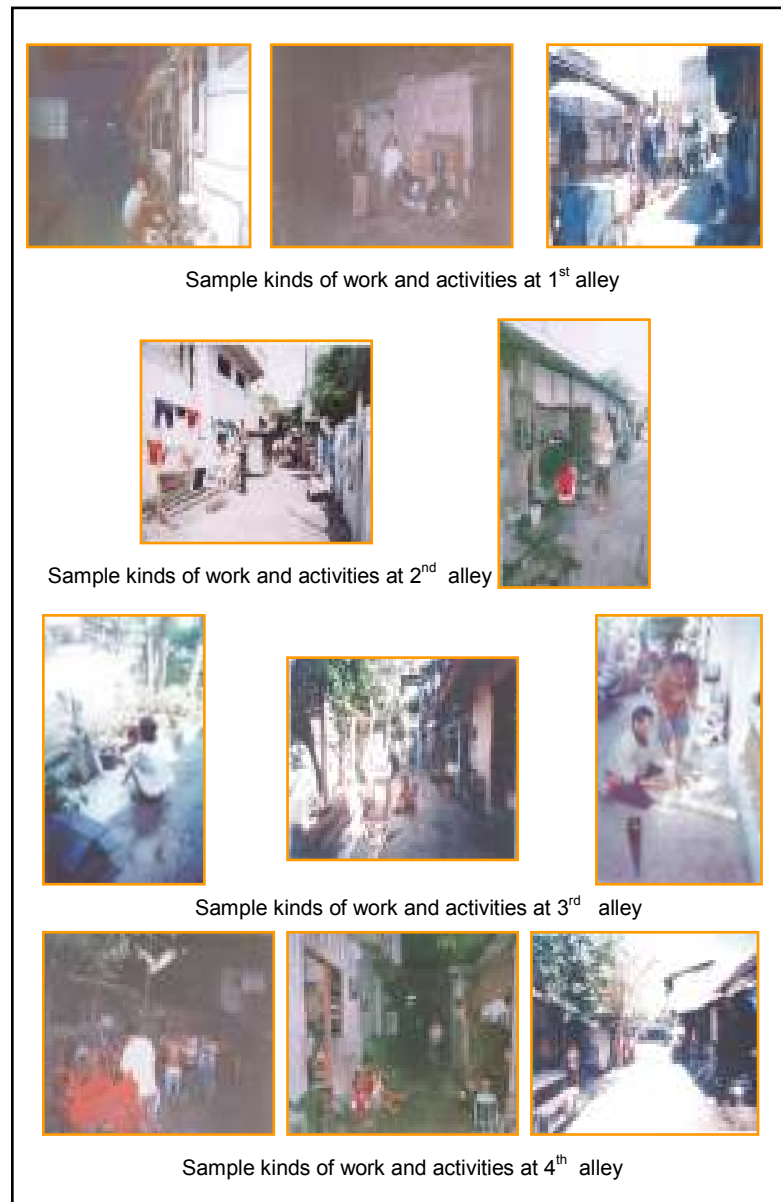 Sample kinds of work and activities at 1st alley
Sample kinds of work and activities at 2nd alley
Sample kinds of work and activities at 3rd alley
Sample kinds of work and activities at 4th alley